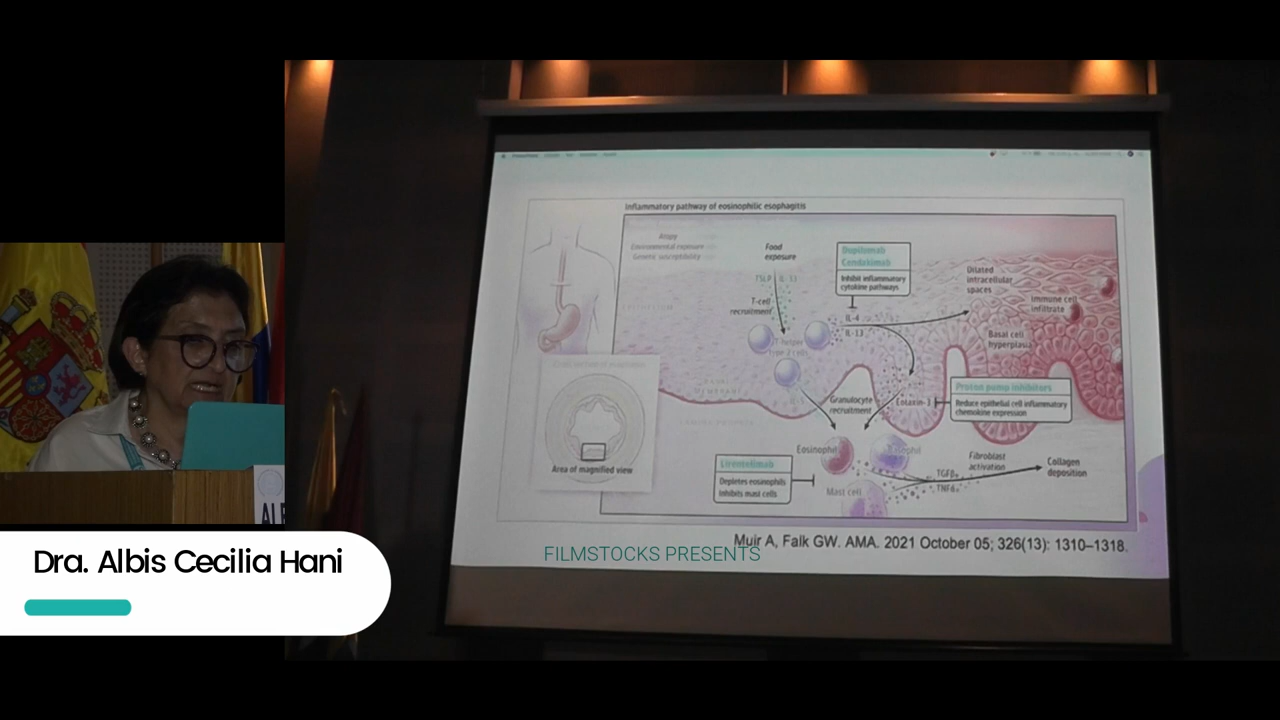 Inflammatory pathway of eosinophilic esophagitis
Atopy
Environmental exposure
Genetic susceptibility
Food
exposure
TSLP IL-33
T-cell
recruitment
T helper
type 2 cells
Dupilumab
Cendakimab
Inhibit inflammatory
cytokine pathways
IL-4
IL-13
Dilated
intracellular
spaces
Immune cell
infiltrate
Basal cell
hyperplasia
Granulocyte
recruitment
Eotaxin-3
Proton pump inhibitors
Reduce epithelial cell inflammatory
chemokine expression
Area of magnified view
Lirentelimab
Depletes eosinophils
Inhibits mast cells
Eosinophil
Mast cell
TGFβ
TNFα
Fibroblast
activation
Collagen
deposition
Muir A, Falk GW. AMA. 2021 October 05; 326(13): 1310–1318.
FILMSTOCKS PRESENTS
Dra. Albis Cecilia Hani